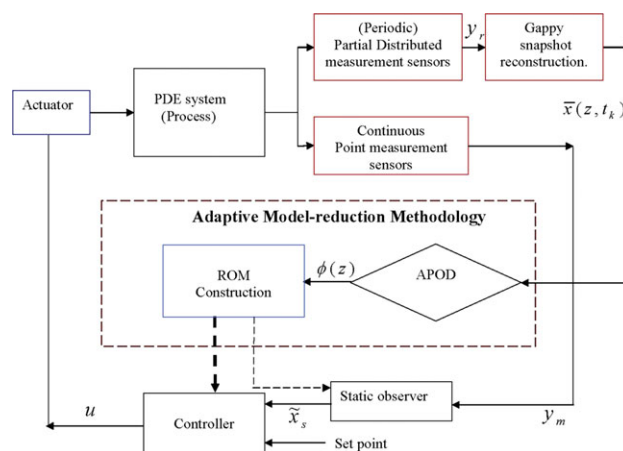 (Periodic)
Partial Distributed
measurement sensors
y_r
Gappy
snapshot
reconstruction.
Actuator
PDE system
(Process)
x̅(z, t_k)
Continuous
Point measurement
sensors
Adaptive Model-reduction Methodology
ROM
Construction
ϕ(z)
APOD
Static observer
u
Controller
x̃_s
y_m
Set point